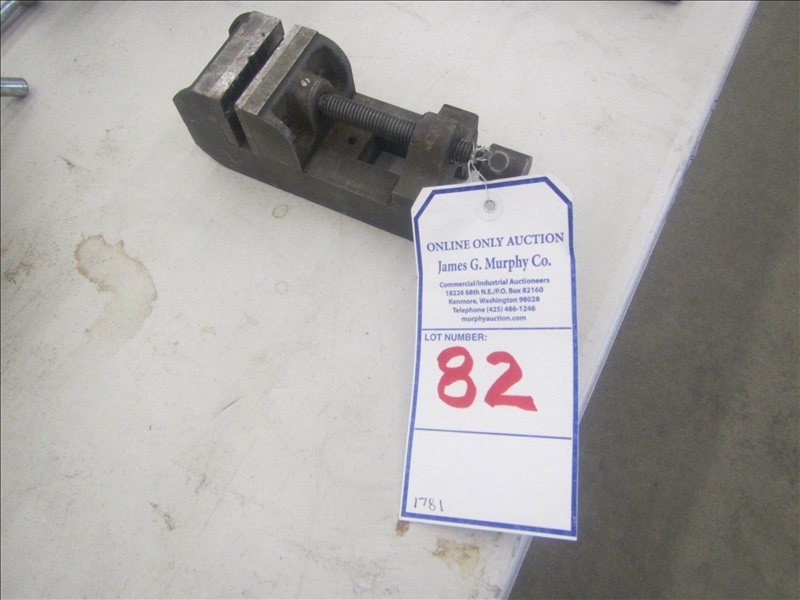 ONLINE ONLY AUCTION
James G. Murphy Co.
Commercial/Industrial Auctioneers
18226 68th N.E./P.O. Box 82160
Kenmore, Washington 98028
Telephone (425) 486-1246
murphyauction.com
LOT NUMBER:
82
1781